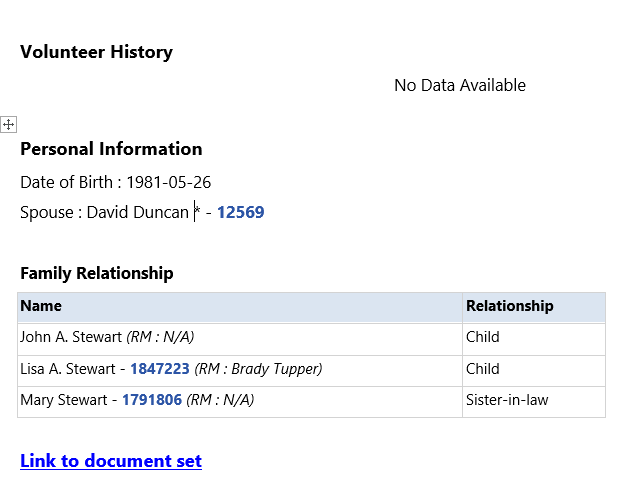 Volunteer History
No Data Available
Personal Information
Date of Birth : 1981-05-26
Spouse : David Duncan * - 12569
Family Relationship
Name Relationship
John A. Stewart (RM : N/A) Child
Lisa A. Stewart - 1847223 (RM : Brady Tupper) Child
Mary Stewart - 1791806 (RM : N/A) Sister-in-law
Link to document set